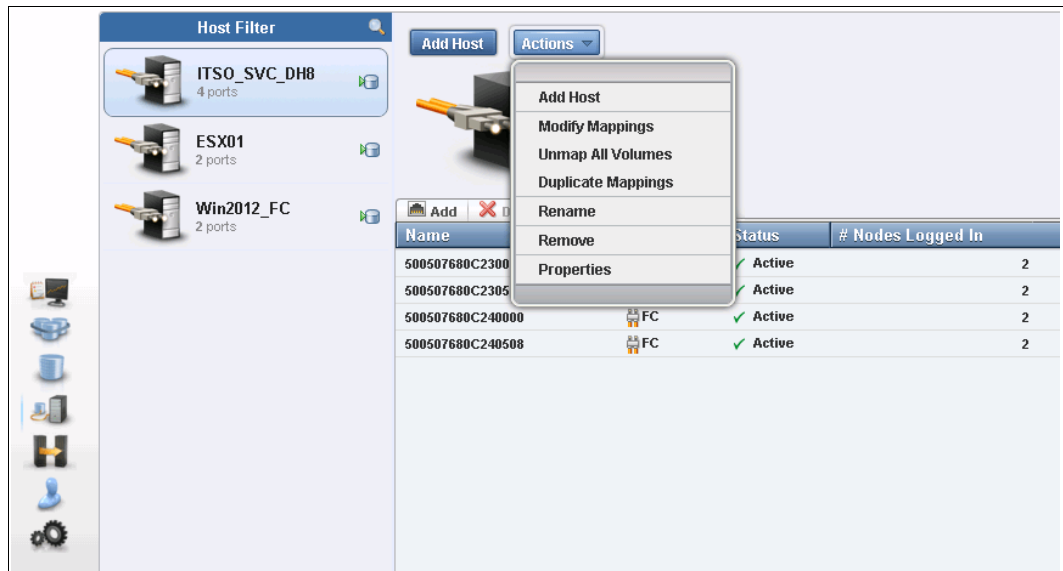 Host Filter
ITSO_SVC_DH8
4 ports
ESX01
2 ports
Win2012_FC
2 ports
Add Host
Actions
Add Host
Modify Mappings
Unmap All Volumes
Duplicate Mappings
Rename
Remove
Properties
Add
Name Status # Nodes Logged In
Active 2
Active 2
500507680C240000 FC Active 2
500507680C240508 FC Active 2